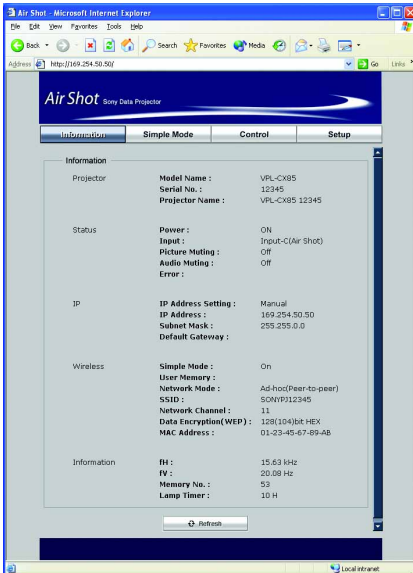 Air Shot - Microsoft Internet Explorer
File Edit View Favorites Tools Help
Back Search Favorites Media
Address http://169.254.50.50/ Go Links »
Air Shot Sony Data Projector
Information Simple Mode Control Setup
Information
Projector Model Name : VPL-CX85
Serial No. : 12345
Projector Name : VPL-CX85 12345
Status Power : ON
Input : Input-C(Air Shot)
Picture Muting : Off
Audio Muting : Off
Error :
IP IP Address Setting : Manual
IP Address : 169.254.50.50
Subnet Mask : 255.255.0.0
Default Gateway :
Wireless Simple Mode : On
User Memory :
Network Mode : Ad-hoc(Peer-to-peer)
SSID : SONYPJ12345
Network Channel : 11
Data Encryption(WEP) : 128(104)bit HEX
MAC Address : 01-23-45-67-89-AB
Information fH : 15.63 kHz
fV : 20.08 Hz
Memory No. : 53
Lamp Timer : 10 H
Refresh
Local intranet